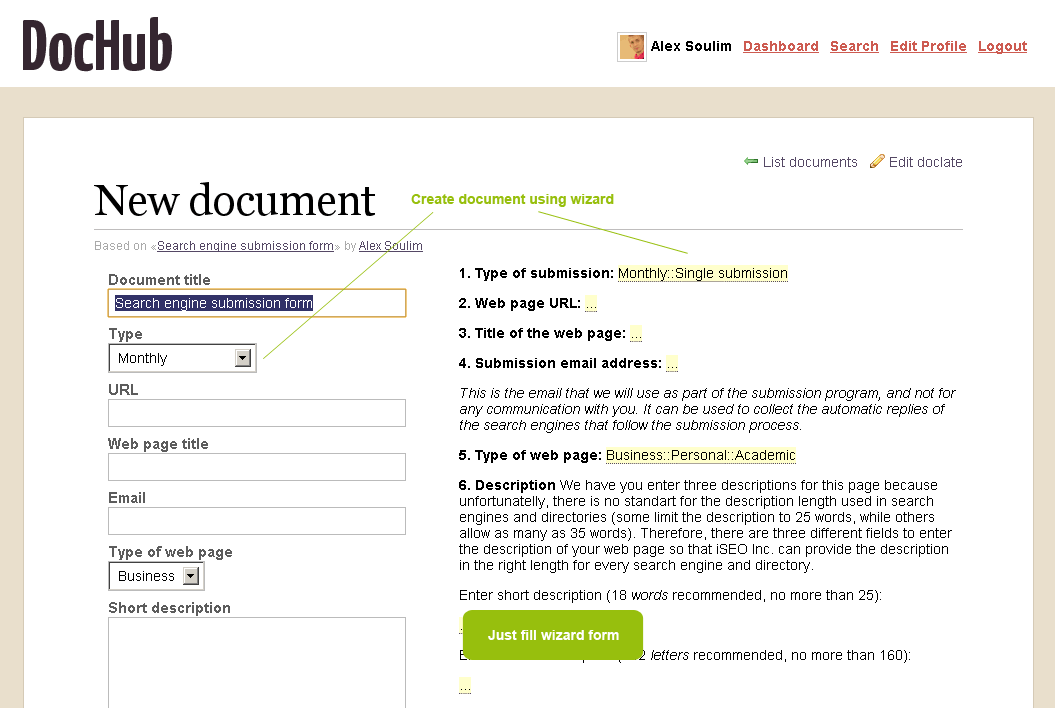 DocHub
Alex Soulim Dashboard Search Edit Profile Logout
List documents Edit doclate
New document
Create document using wizard
Based on «Search engine submission form» by Alex Soulim
Document title
Search engine submission form
Type
Monthly
URL
Web page title
Email
Type of web page
Business
Short description
1. Type of submission: Monthly::Single submission
2. Web page URL: ...
3. Title of the web page: ...
4. Submission email address: ...
This is the email that we will use as part of the submission program, and not for
any communication with you. It can be used to collect the automatic replies of
the search engines that follow the submission process.
5. Type of web page: Business::Personal::Academic
6. Description We have you enter three descriptions for this page because
unfortunatelly, there is no standart for the description length used in search
engines and directories (some limit the description to 25 words, while others
allow as many as 35 words). Therefore, there are three different fields to enter
the description of your web page so that iSEO Inc. can provide the description
in the right length for every search engine and directory.
Enter short description (18 words recommended, no more than 25):
Just fill wizard form
letters recommended, no more than 160):
...